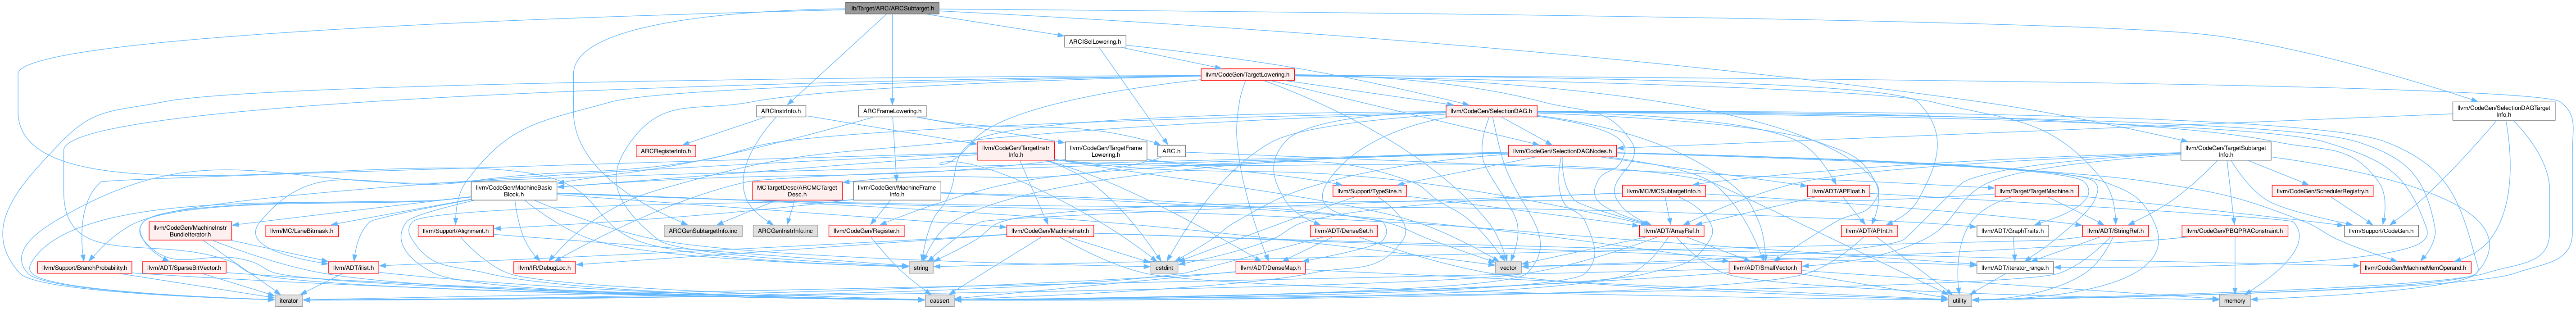 lib/Target/ARC/ARCSubtarget.h
ARCISelLowering.h
llvm/CodeGen/TargetLowering.h
ARCInstrInfo.h
ARCFrameLowering.h
llvm/CodeGen/SelectionDAG.h
llvm/CodeGen/SelectionDAGTarget
Info.h
ARCRegisterInfo.h
llvm/CodeGen/TargetInstr
Info.h
llvm/CodeGen/TargetFrame
Lowering.h
ARC.h
llvm/CodeGen/SelectionDAGNodes.h
llvm/CodeGen/TargetSubtarget
Info.h
llvm/CodeGen/MachineBasic
Block.h
MCTargetDesc/ARCMCTarget
Desc.h
llvm/CodeGen/MachineFrame
Info.h
llvm/Support/TypeSize.h
llvm/MC/MCSubtargetInfo.h
llvm/ADT/APFloat.h
llvm/Target/TargetMachine.h
llvm/CodeGen/SchedulerRegistry.h
llvm/CodeGen/MachineInstr
BundleIterator.h
llvm/MC/LaneBitmask.h
llvm/Support/Alignment.h
ARCGenSubtargetInfo.inc
ARCGenInstrInfo.inc
llvm/CodeGen/Register.h
llvm/CodeGen/MachineInstr.h
llvm/ADT/DenseSet.h
llvm/ADT/ArrayRef.h
llvm/ADT/GraphTraits.h
llvm/ADT/APInt.h
llvm/ADT/StringRef.h
llvm/CodeGen/PBQPRAConstraint.h
llvm/Support/CodeGen.h
llvm/Support/BranchProbability.h
llvm/ADT/SparseBitVector.h
llvm/ADT/ilist.h
llvm/IR/DebugLoc.h
string
cstdint
llvm/ADT/DenseMap.h
vector
llvm/ADT/SmallVector.h
llvm/ADT/iterator_range.h
llvm/CodeGen/MachineMemOperand.h
iterator
cassert
utility
memory